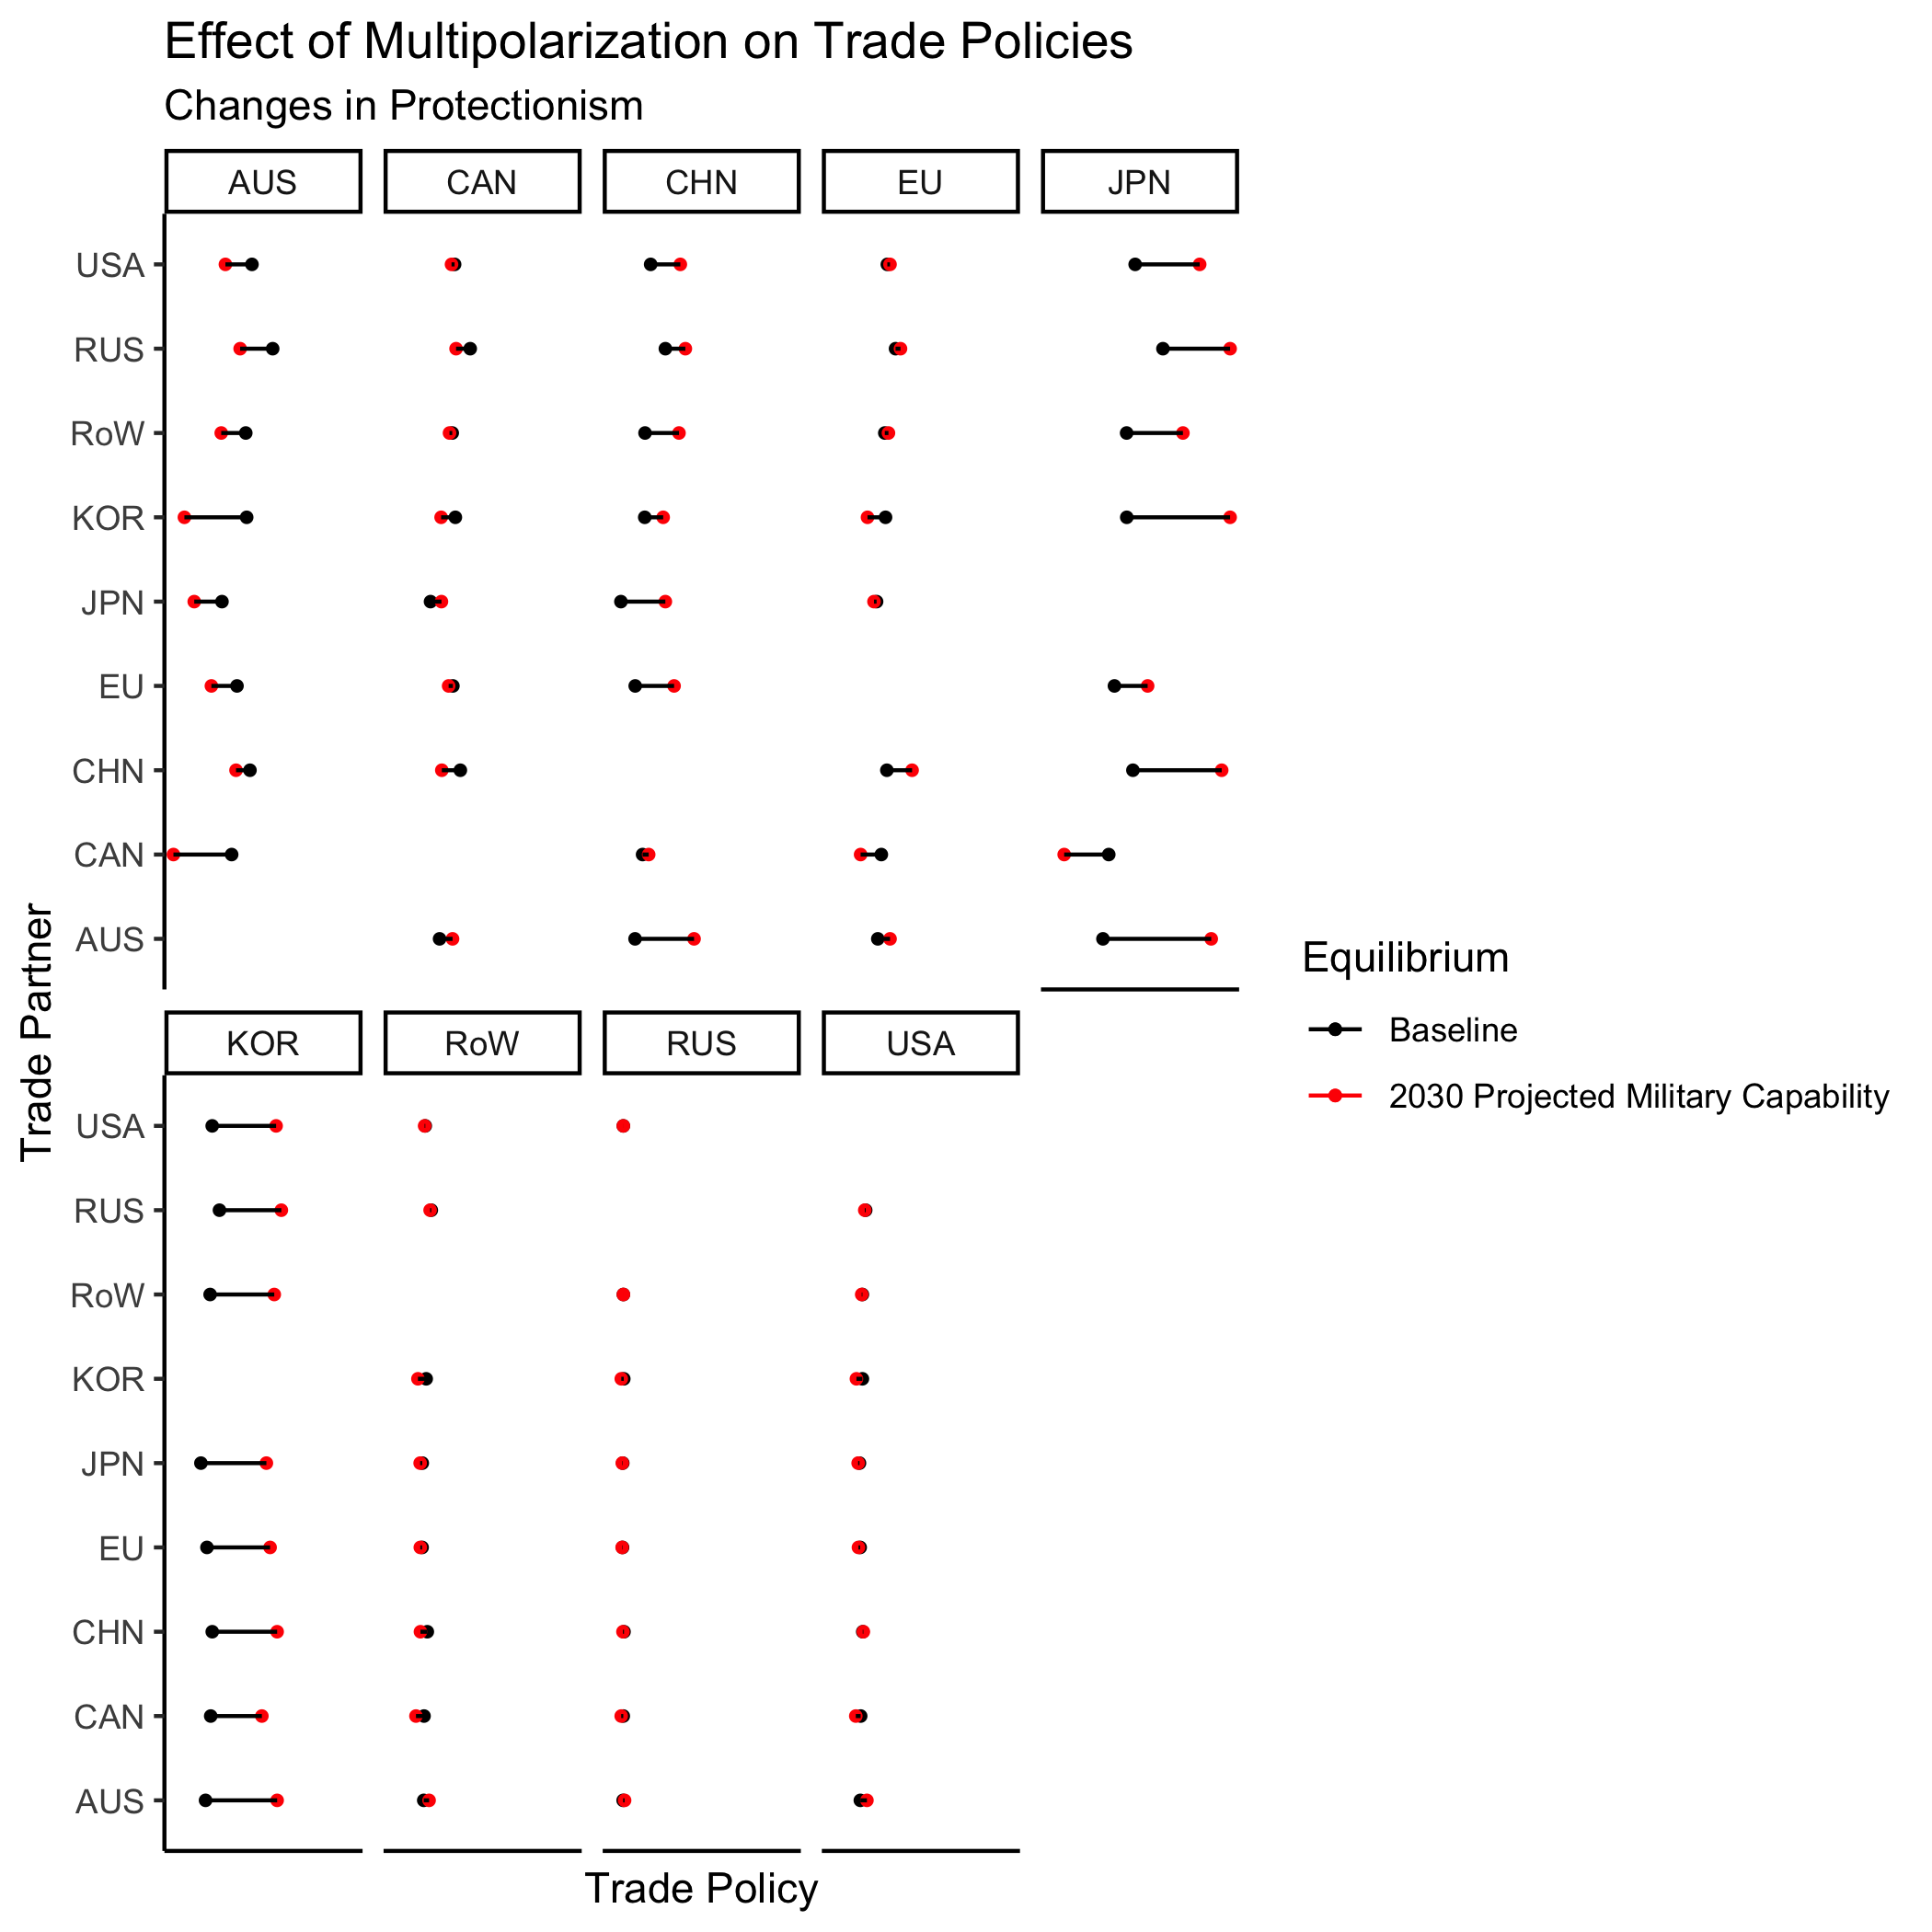 Effect of Multipolarization on Trade Policies
Changes in Protectionism
AUS CAN CHN EU JPN
USA
RUS
RoW
KOR
JPN
EU
CHN
CAN
AUS
KOR RoW RUS USA
USA
RUS
RoW
KOR
JPN
EU
CHN
CAN
AUS
Trade Partner
Trade Policy
Equilibrium
Baseline
2030 Projected Military Capability